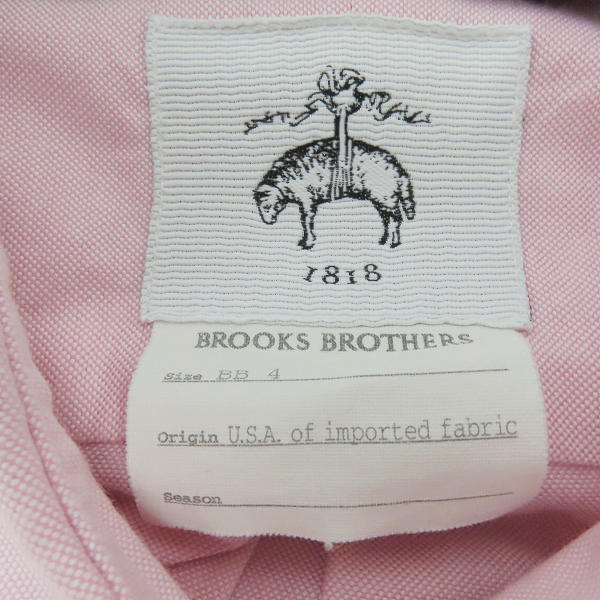 1818
BROOKS BROTHERS
Size BB 4
Origin U.S.A. of imported fabric
Season